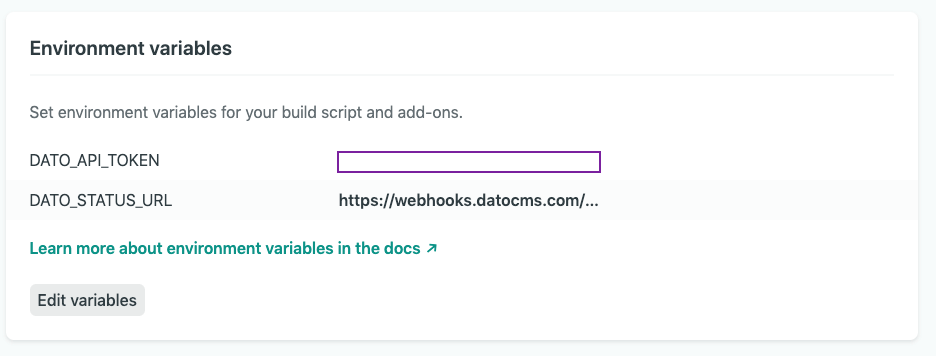 Environment variables
Set environment variables for your build script and add-ons.
DATO_API_TOKEN
DATO_STATUS_URL https://webhooks.datocms.com/...
Learn more about environment variables in the docs ↗
Edit variables